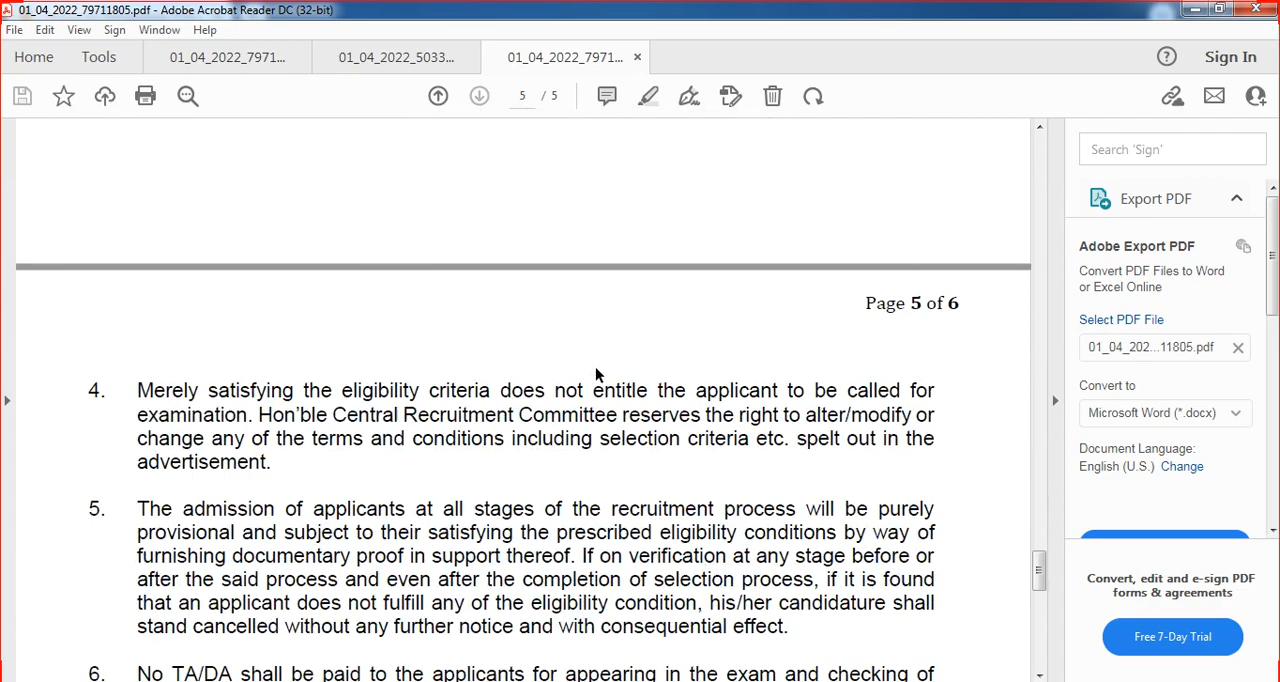 01_04_2022_79711805.pdf - Adobe Acrobat Reader DC (32-bit)
File Edit View Sign Window Help
Home Tools 01_04_2022_7971... 01_04_2022_5033... 01_04_2022_7971... × Sign In
5 / 5
Page 5 of 6
4. Merely satisfying the eligibility criteria does not entitle the applicant to be called for
examination. Hon'ble Central Recruitment Committee reserves the right to alter/modify or
change any of the terms and conditions including selection criteria etc. spelt out in the
advertisement.
5. The admission of applicants at all stages of the recruitment process will be purely
provisional and subject to their satisfying the prescribed eligibility conditions by way of
furnishing documentary proof in support thereof. If on verification at any stage before or
after the said process and even after the completion of selection process, if it is found
that an applicant does not fulfill any of the eligibility condition, his/her candidature shall
stand cancelled without any further notice and with consequential effect.
6. No TA/DA shall be paid to the applicants for appearing in the exam and checking of
Search 'Sign'
Export PDF
Adobe Export PDF
Convert PDF Files to Word
or Excel Online
Select PDF File
01_04_202...11805.pdf
Convert to
Microsoft Word (*.docx)
Document Language:
English (U.S.) Change
Convert, edit and e-sign PDF
forms & agreements
Free 7-Day Trial